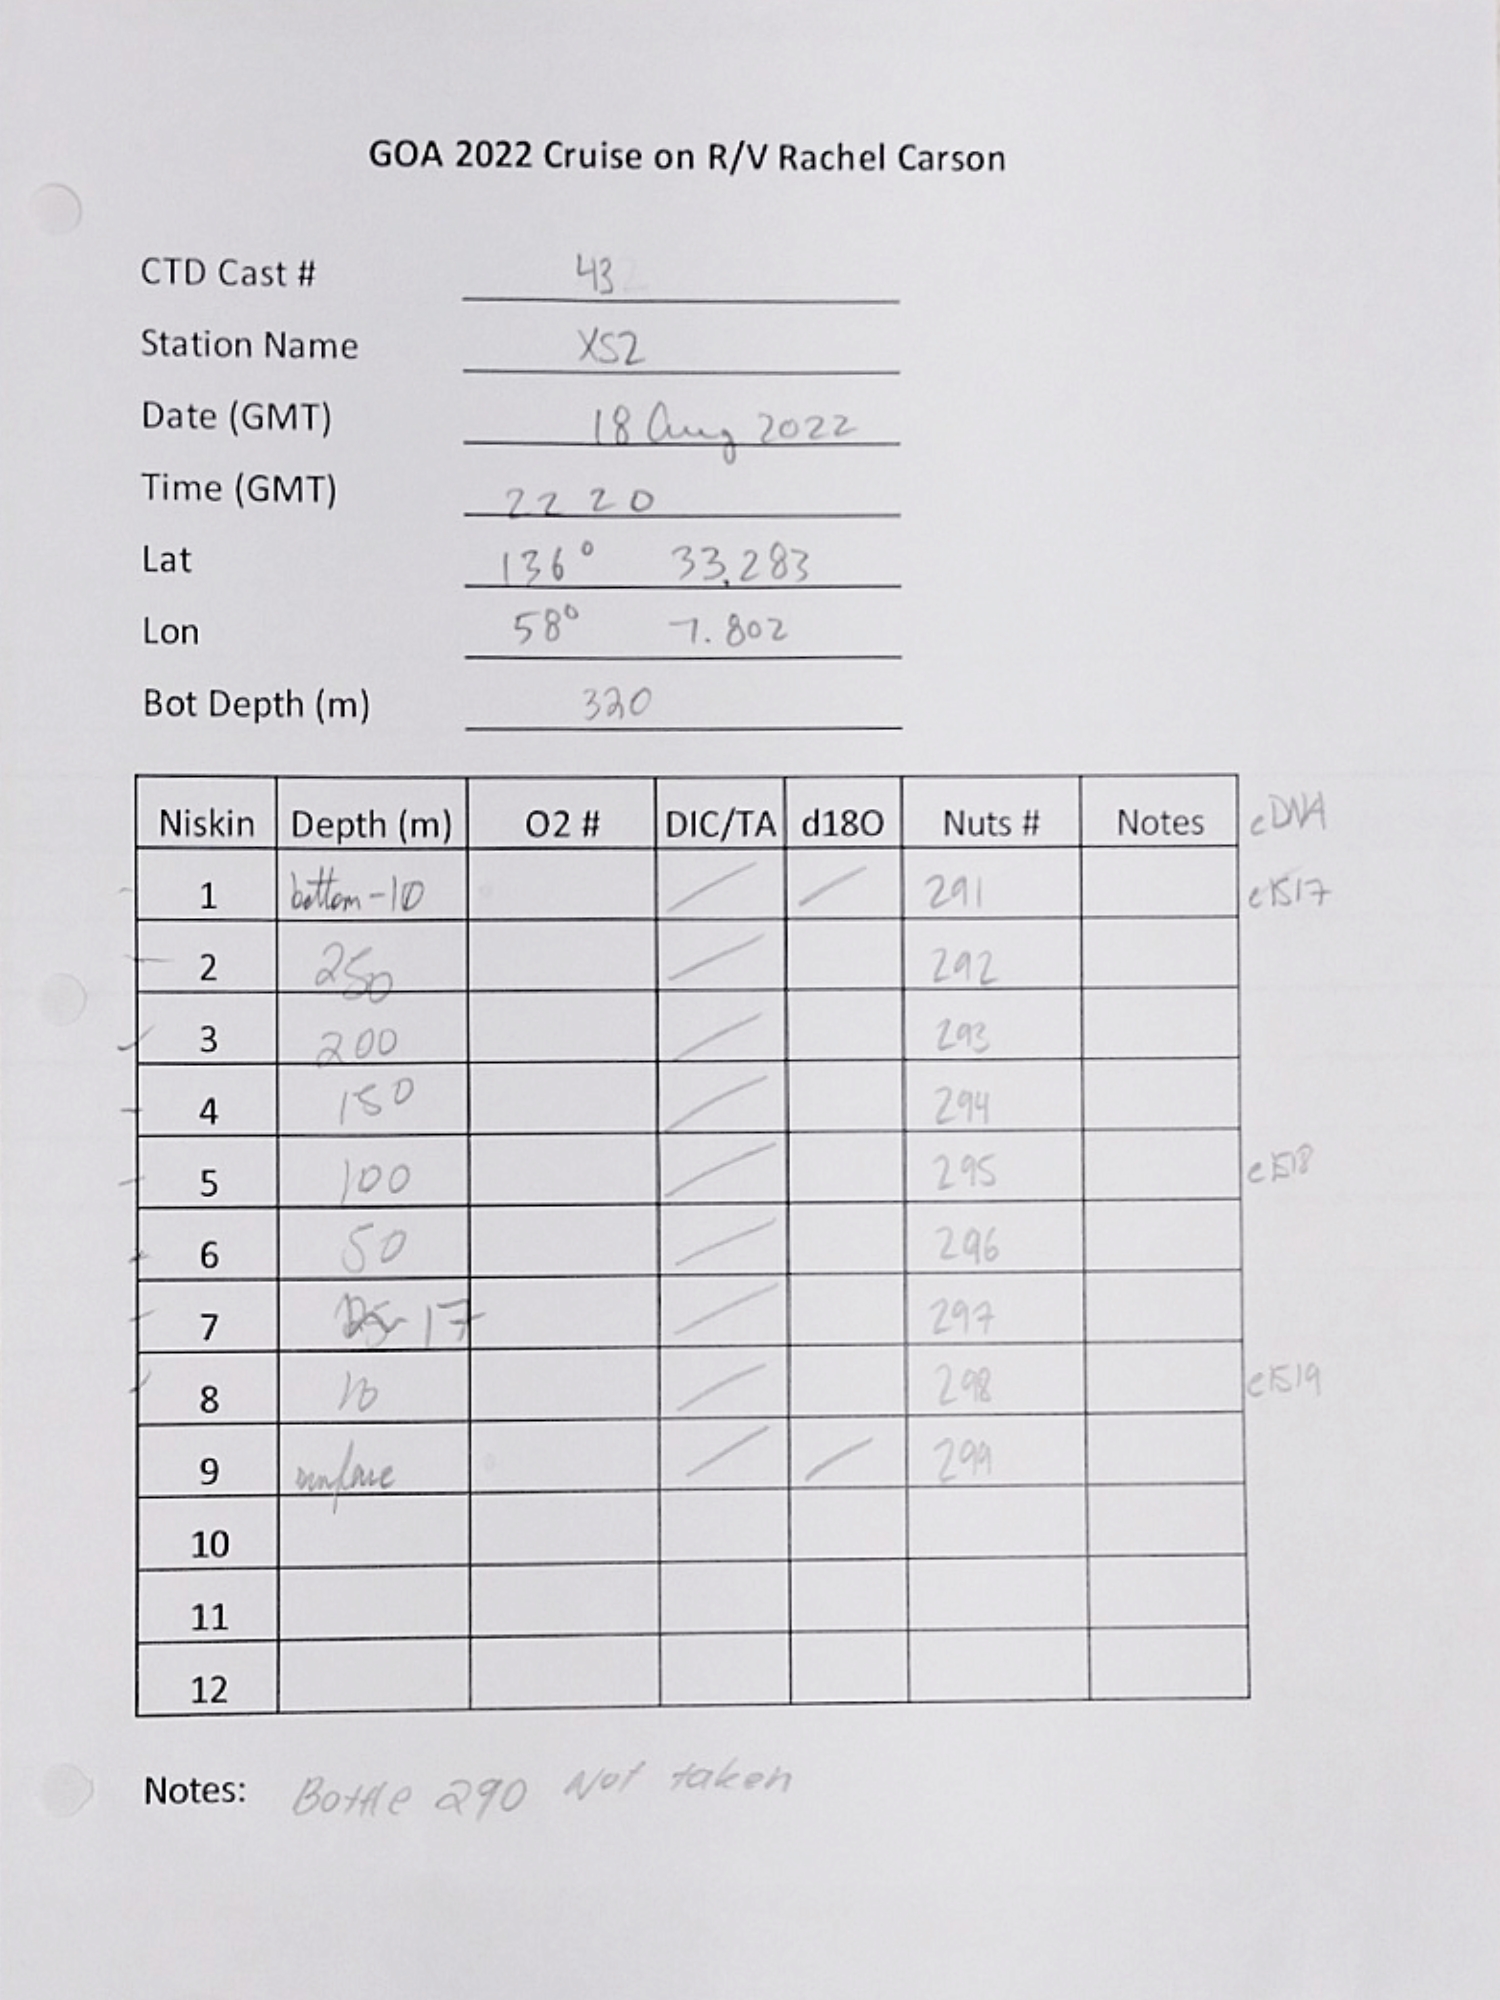 GOA 2022 Cruise on R/V Rachel Carson
CTD Cast # 43
Station Name XS2
Date (GMT) 18 Aug 2022
Time (GMT) 22 20
Lat 136° 33.283
Lon 58° 7.802
Bot Depth (m) 320
Niskin Depth (m) O2 # DIC/TA d18O Nuts # Notes eDNA
1 bottom-10 / / 291 e1517
2 250 / 292
3 200 / 293
4 150 / 294
5 100 / 295 e1518
6 50 / 296
7 17 / 297
8 10 / 298 e1519
9 surface / / 299
10
11
12
Notes: Bottle 290 Not taken